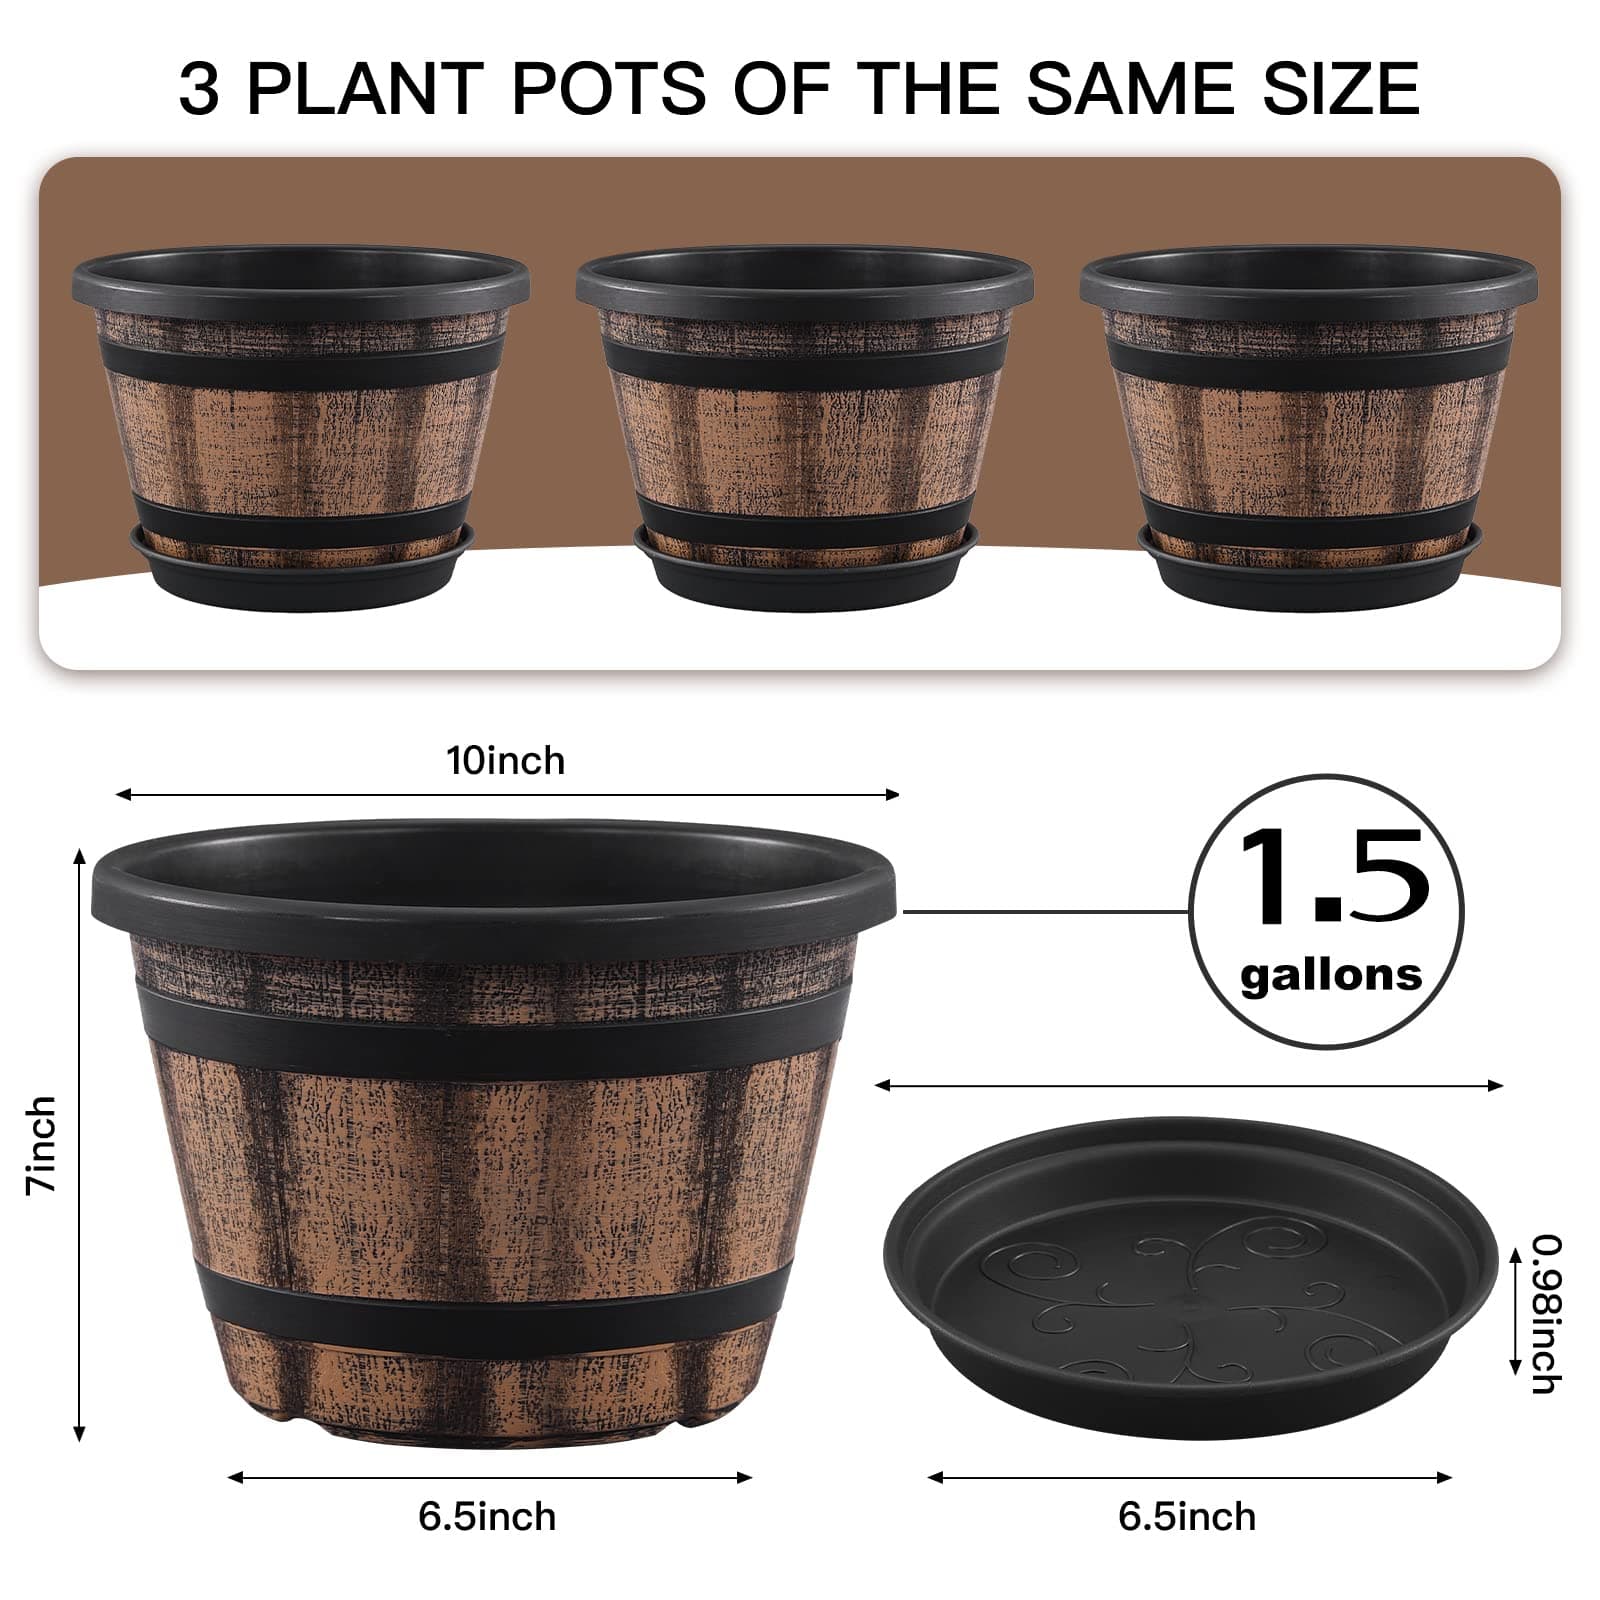 3 PLANT POTS OF THE SAME SIZE
10inch
1.5
gallons
7inch
0.98inch
6.5inch
6.5inch